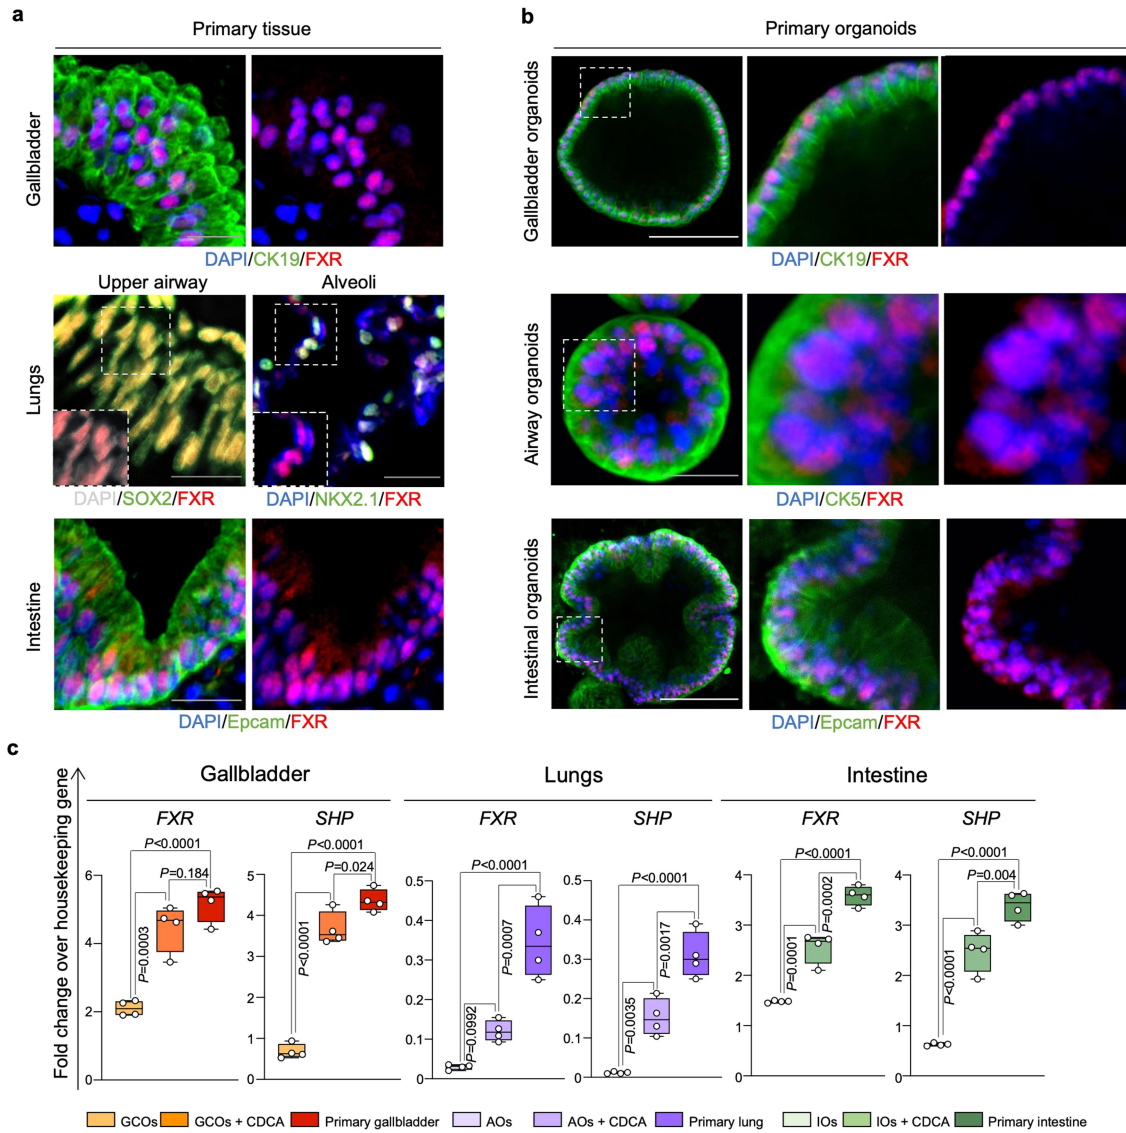 a
Primary tissue
Gallbladder
DAPI/CK19/FXR
Upper airway
Alveoli
Lungs
DAPI/SOX2/FXR
DAPI/NKX2.1/FXR
Intestine
DAPI/Epcam/FXR
b
Primary organoids
Gallbladder organoids
DAPI/CK19/FXR
Airway organoids
DAPI/CK5/FXR
Intestinal organoids
DAPI/Epcam/FXR
c
Fold change over housekeeping gene
Gallbladder
FXR
P<0.0001
P=0.184
P=0.0003
6
4
2
0
SHP
P<0.0001
P=0.024
P<0.0001
5
4
3
2
1
0
Lungs
FXR
P<0.0001
P=0.0007
P=0.0992
0.5
0.4
0.3
0.2
0.1
0
SHP
P<0.0001
P=0.0017
P=0.0035
0.5
0.4
0.3
0.2
0.1
0
Intestine
FXR
P<0.0001
P=0.0002
P=0.0001
4
3
2
1
0
SHP
P<0.0001
P=0.004
P<0.0001
4
3
2
1
0
GCOs
GCOs + CDCA
Primary gallbladder
AOs
AOs + CDCA
Primary lung
IOs
IOs + CDCA
Primary intestine